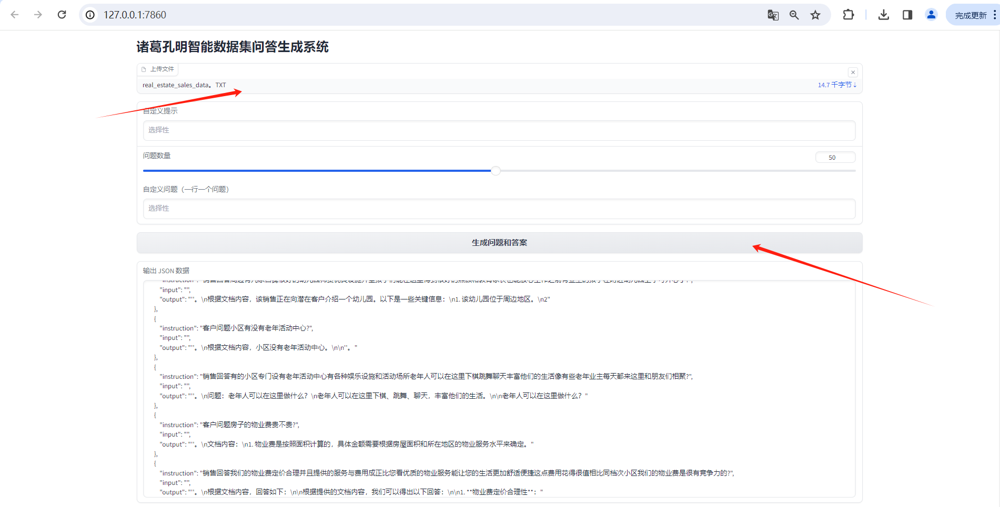 127.0.0.1:7860
完成更新
诸葛孔明智能数据集问答生成系统
上传文件
real_estate_sales_data。TXT
14.7 千字节↓
自定义提示
选择性
问题数量
50
自定义问题（一行一个问题）
选择性
生成问题和答案
输出 JSON 数据
"input": "",
"output": "''。\n根据文档内容，该销售正在向潜在客户介绍一个幼儿园。以下是一些关键信息：\n1. 该幼儿园位于周边地区。\n2"
},
{
"instruction": "客户问题小区有没有老年活动中心?",
"input": "",
"output": "''。\n根据文档内容，小区没有老年活动中心。\n\n''。"
},
{
"instruction": "销售回答有的小区专门设有老年活动中心有各种娱乐设施和活动场所老年人可以在这里下棋跳舞聊天丰富他们的生活像有些老年业主每天都来这里和朋友们相聚?",
"input": "",
"output": "''。\n问题：老年人可以在这里做什么？\n老年人可以在这里下棋、跳舞、聊天，丰富他们的生活。\n\n老年人可以在这里做什么？"
},
{
"instruction": "客户问题房子的物业费贵不贵?",
"input": "",
"output": "''。\n文档内容：\n1. 物业费是按照面积计算的，具体金额需要根据房屋面积和所在地区的物业服务水平来确定。"
},
{
"instruction": "销售回答我们的物业费定价合理并且提供的服务与费用成正比您看优质的物业服务能让您的生活更加舒适便捷这点费用花得很值相比同档次小区我们的物业费是很有竞争力的?",
"input": "",
"output": "''。\n根据文档内容，回答如下：\n\n根据提供的文档内容，我们可以得出以下回答：\n\n1. **物业费定价合理性**："